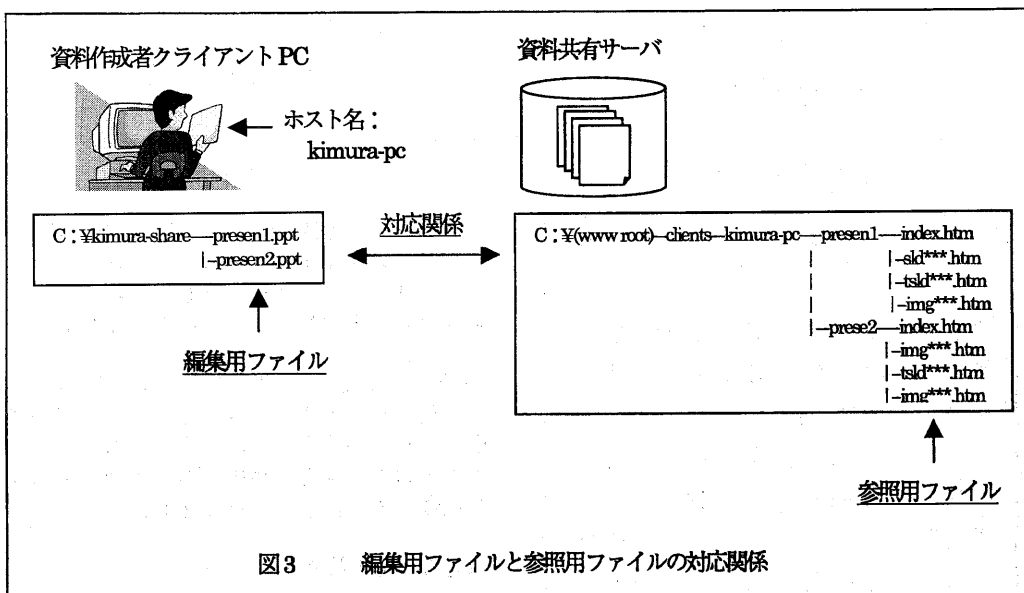 資料作成者クライアント PC
資料共有サーバ
ホスト名：
kimura-pc
対応関係
C：¥kimura-share----presen1.ppt
|-presen2.ppt
C：¥(www root)--clients--kimura-pc----presen1----index.htm
| |-sld***.htm
| |-tsld***.htm
| |-img***.htm
|--prese2----index.htm
|-img***.htm
|-tsld***.htm
|-img***.htm
編集用ファイル
参照用ファイル
図3 編集用ファイルと参照用ファイルの対応関係